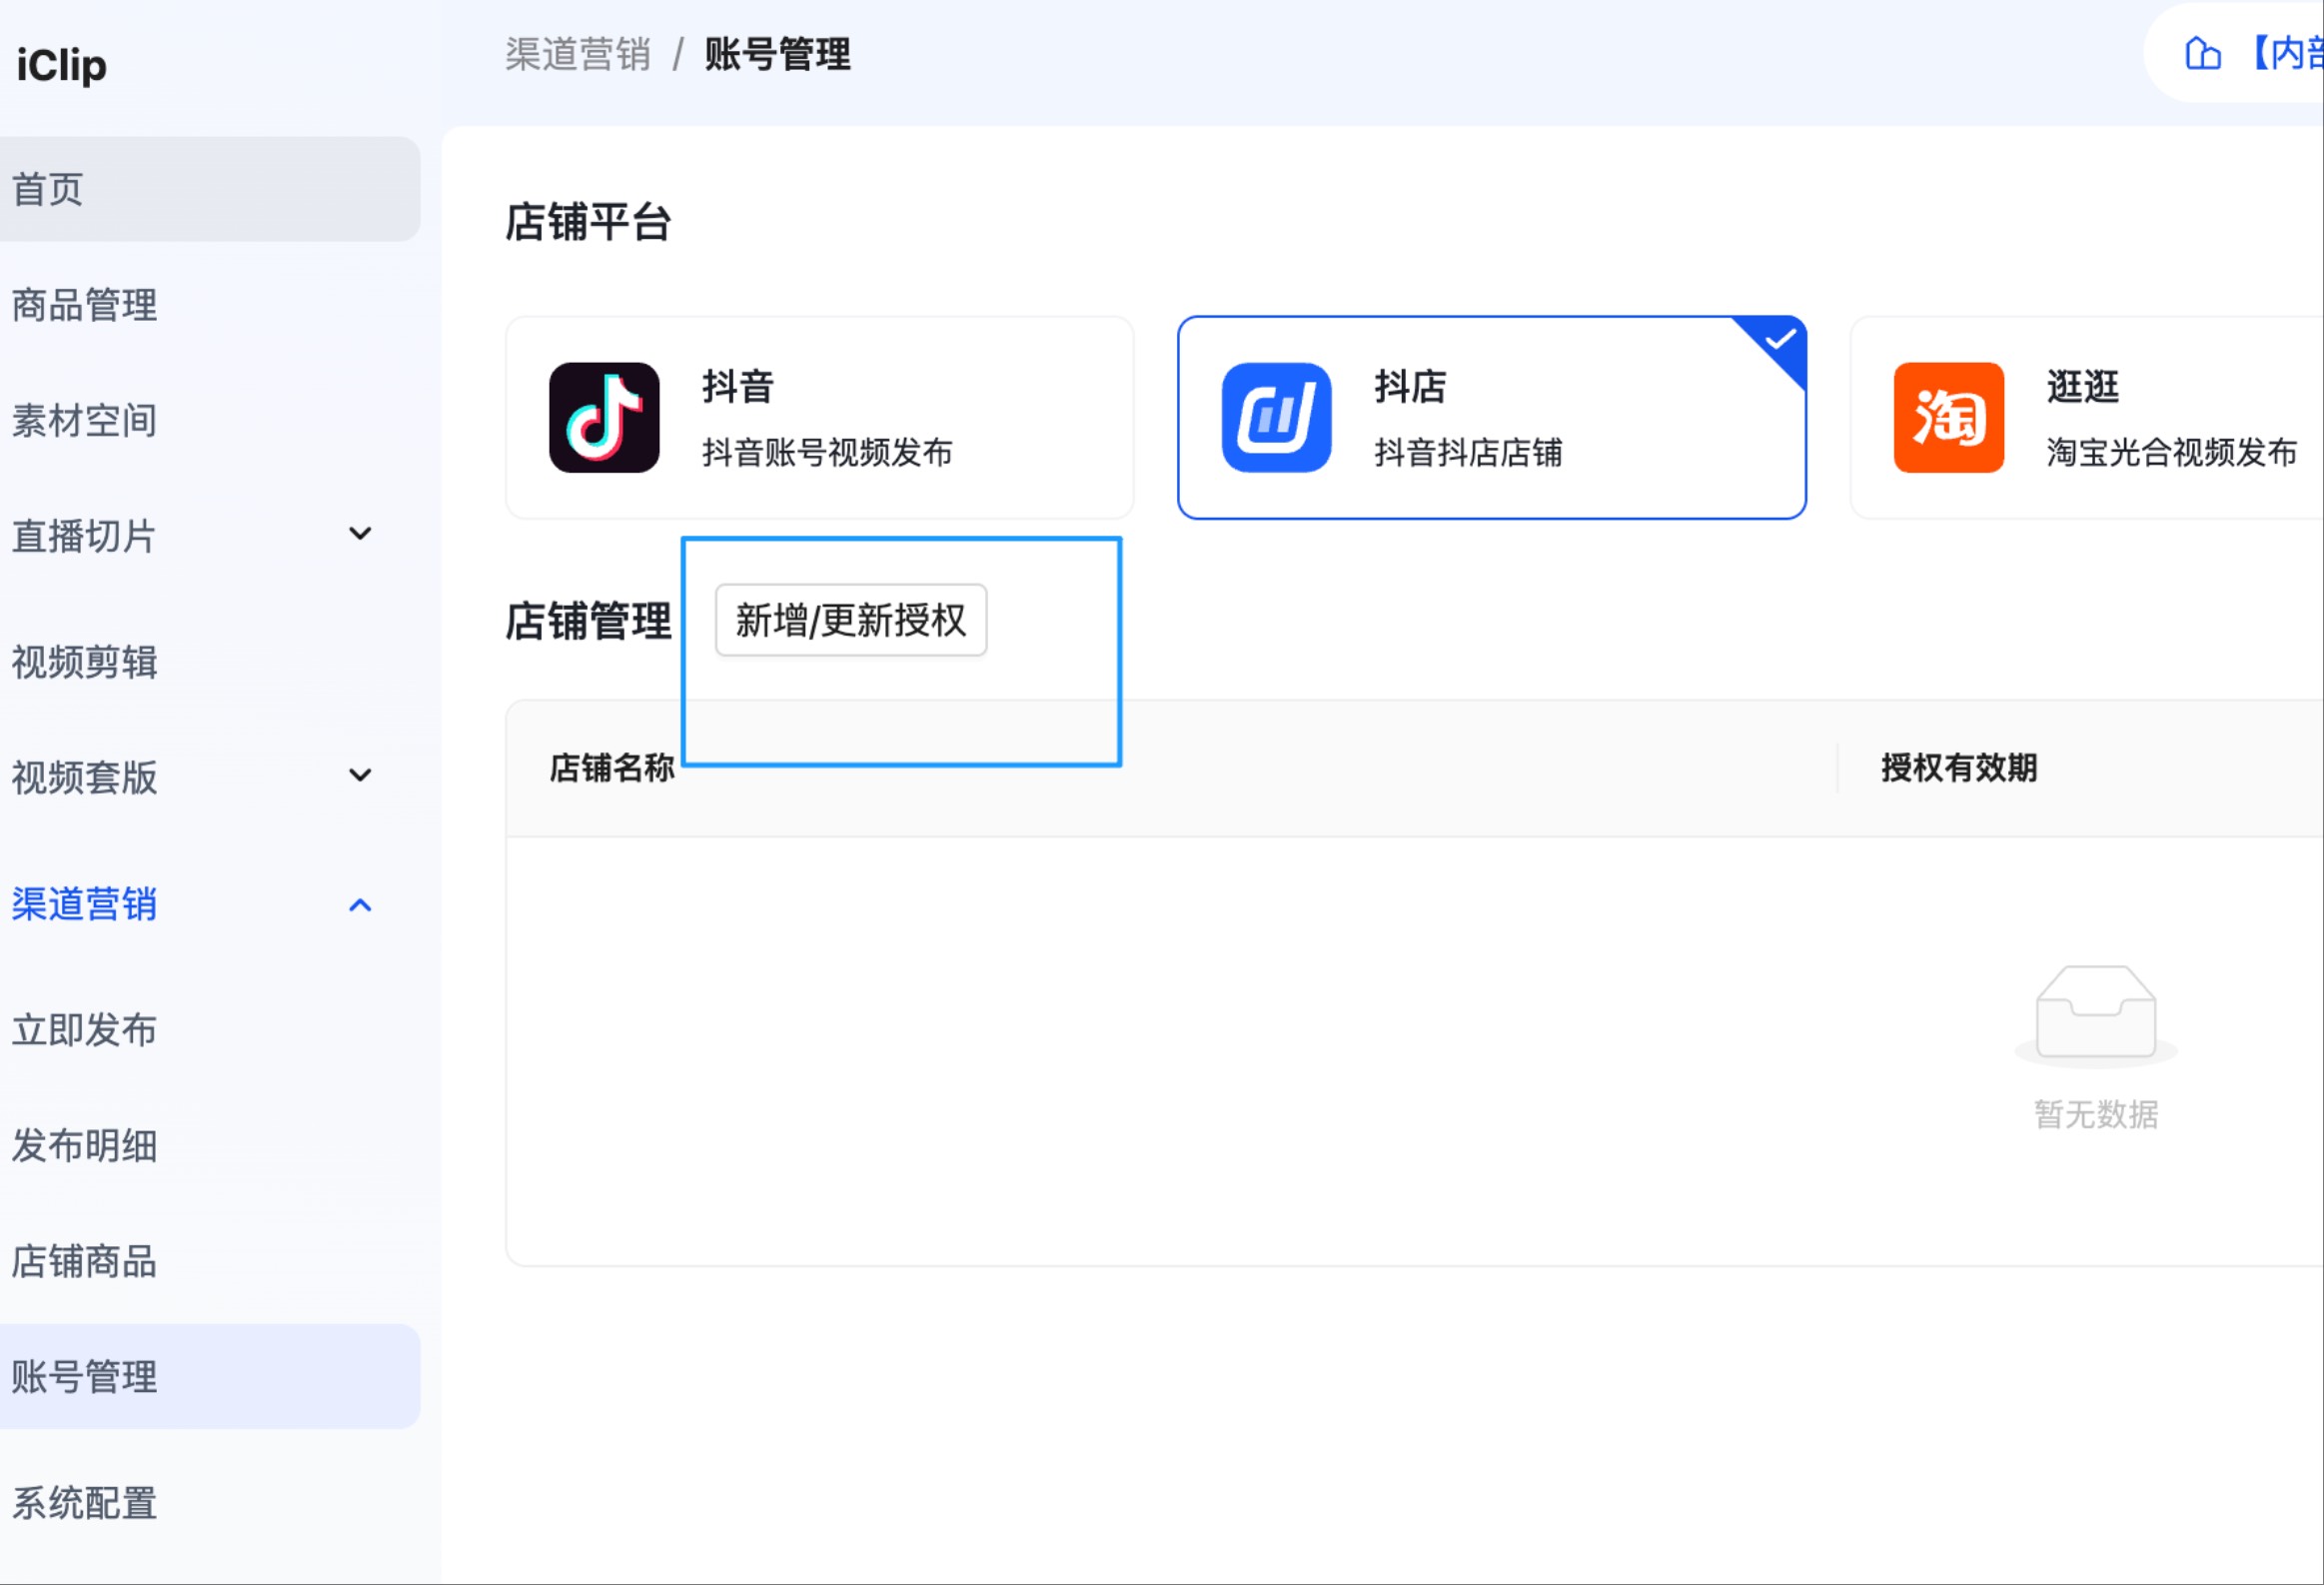 iClip
首页
商品管理
素材空间
直播切片
视频剪辑
视频套版
渠道营销
立即发布
发布明细
店铺商品
账号管理
系统配置
渠道营销 / 账号管理
【内部
店铺平台
抖音
抖音账号视频发布
抖店
抖音抖店店铺
淘
逛逛
淘宝光合视频发布
店铺管理
新增/更新授权
店铺名称
授权有效期
暂无数据